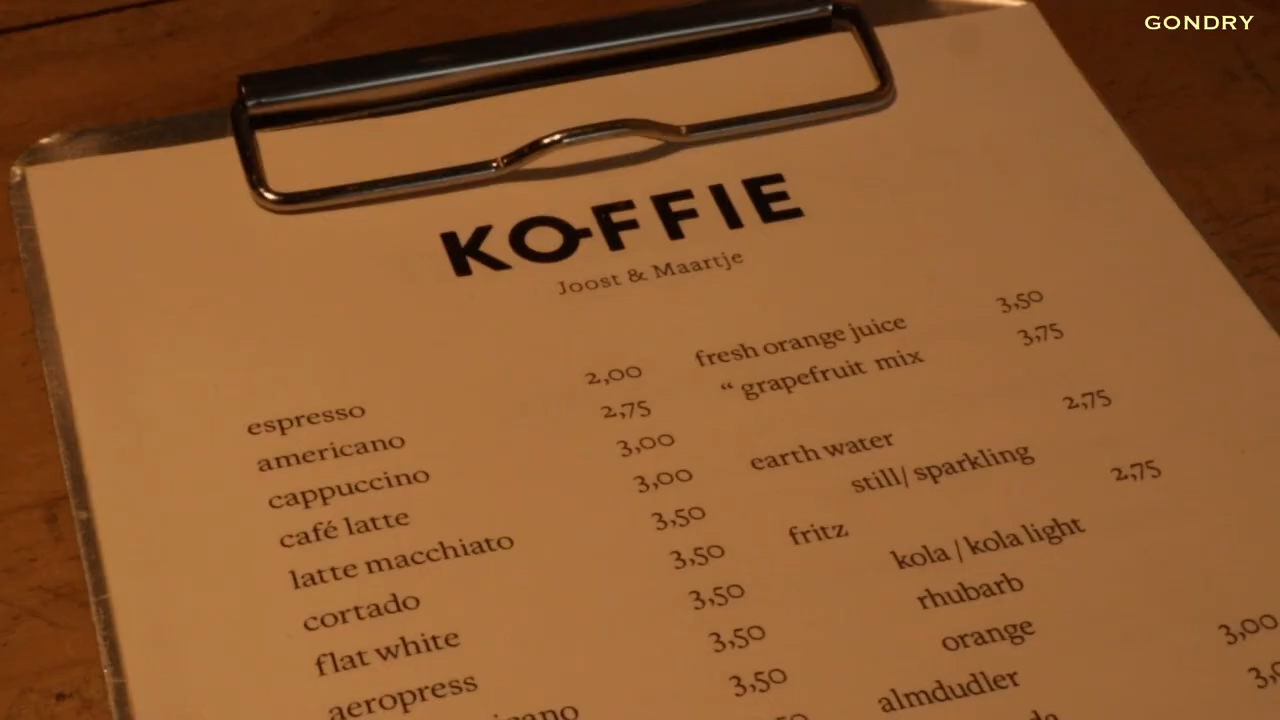 GONDRY
KOFFIE
Joost & Maartje
espresso 2,00
americano 2,75
cappuccino 3,00
café latte 3,00
latte macchiato 3,50
cortado 3,50
flat white 3,50
aeropress 3,50
3,50
fresh orange juice 3,50
“ grapefruit mix 3,75
earth water 2,75
still/ sparkling
fritz 2,75
kola / kola light
rhubarb
orange
almdudler 3,00